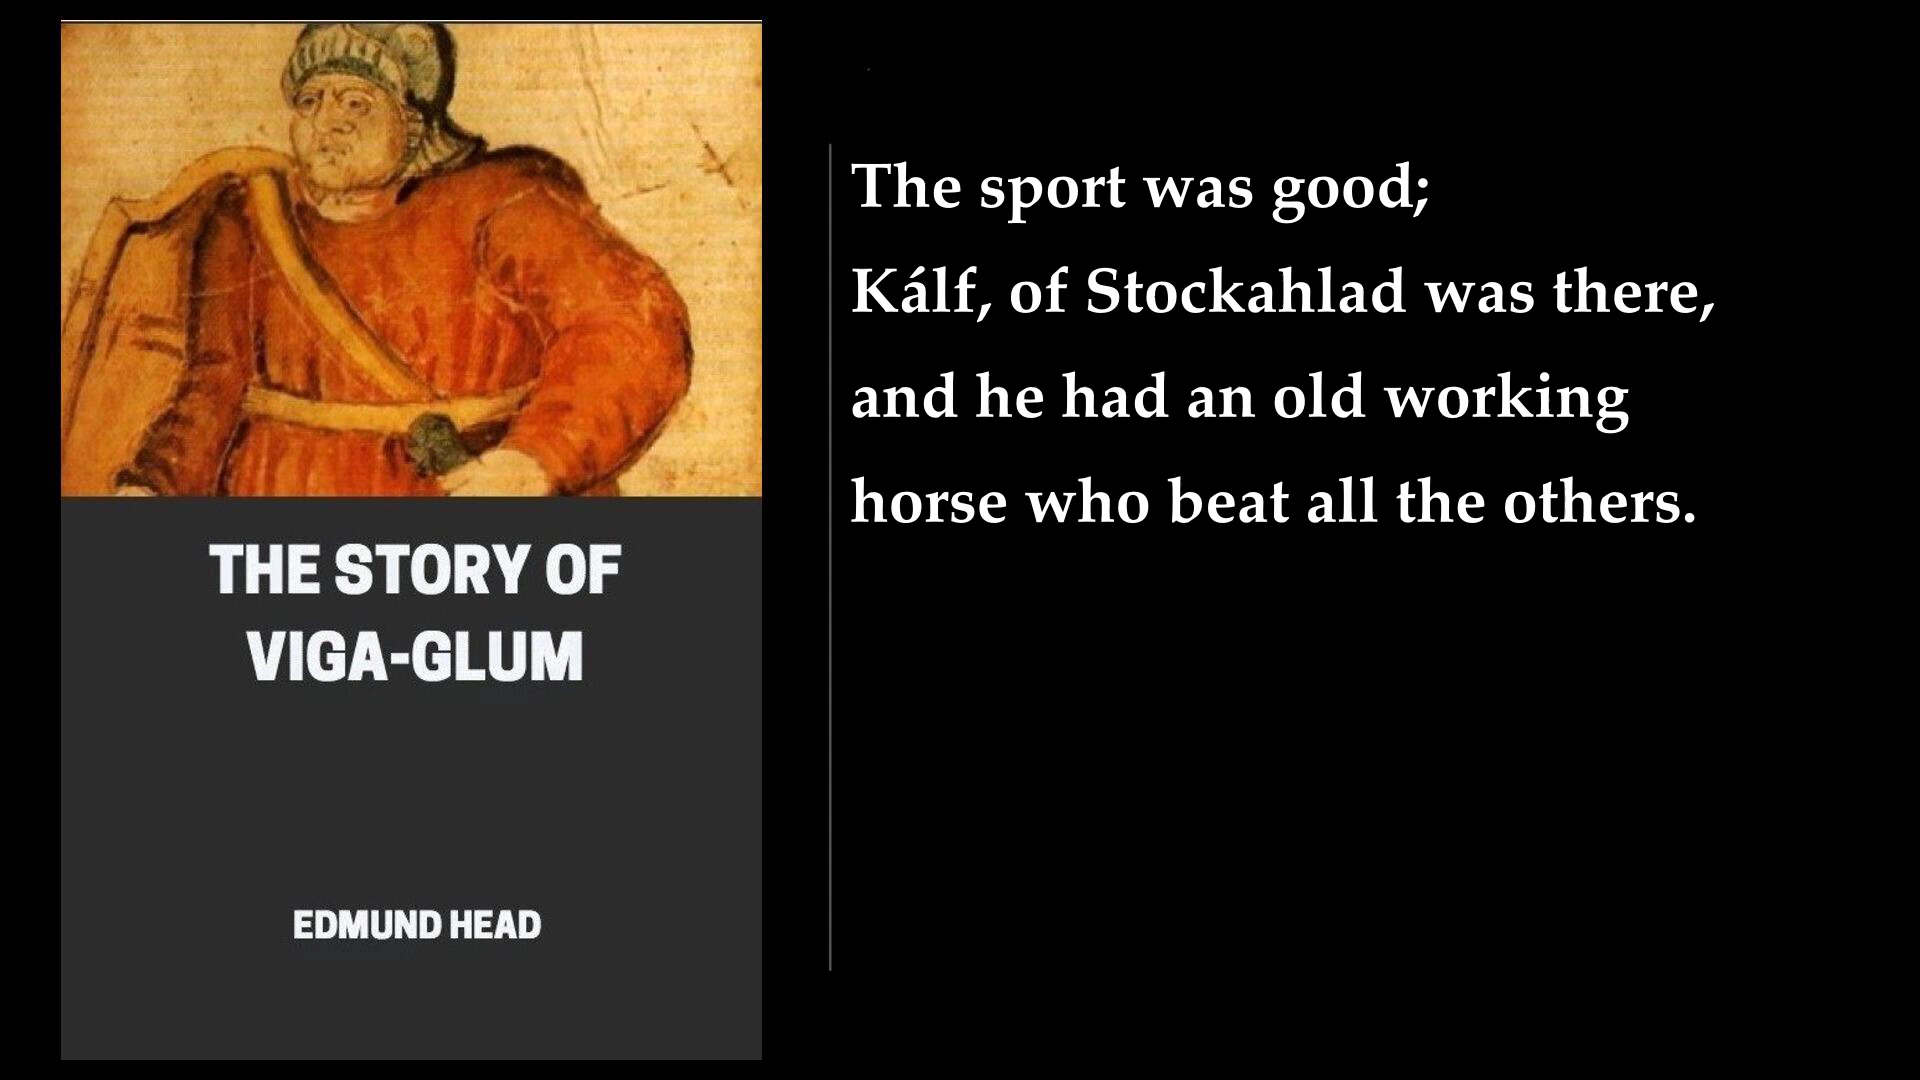 THE STORY OF
VIGA-GLUM
EDMUND HEAD
The sport was good;
Kálf, of Stockahlad was there,
and he had an old working
horse who beat all the others.